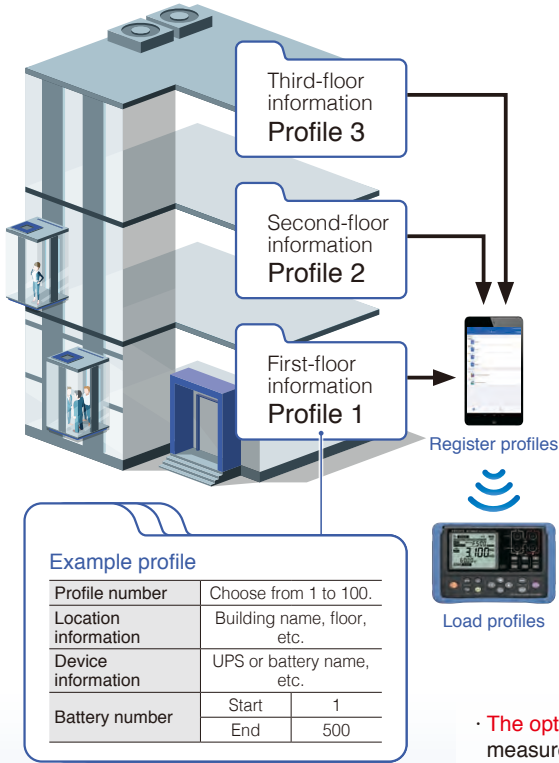 Third-floor
information
Profile 3
Second-floor
information
Profile 2
First-floor
information
Profile 1
Register profiles
Load profiles
3.100
Example profile
Profile number Choose from 1 to 100.
Location
information
Building name, floor,
etc.
Device
information
UPS or battery name,
etc.
Battery number
Start 1
End 500
· The opt
measure